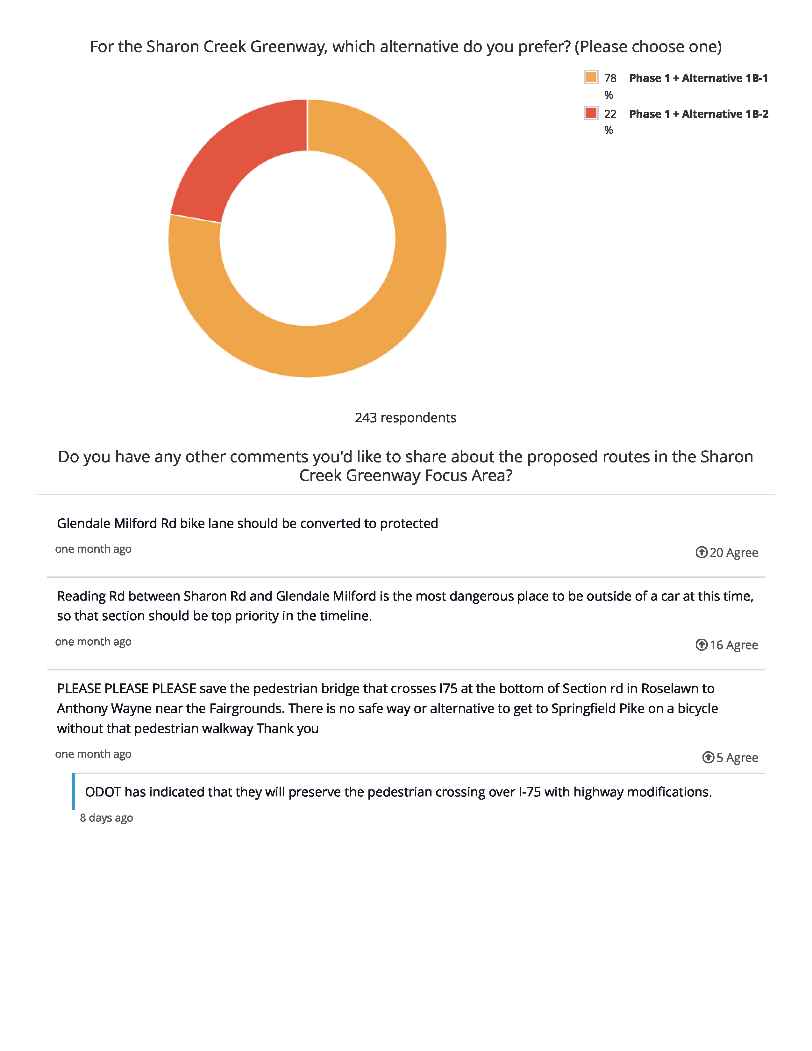 For the Sharon Creek Greenway, which alternative do you prefer? (Please choose one)
78 % Phase 1 + Alternative 1B-1
22 % Phase 1 + Alternative 1B-2
243 respondents
Do you have any other comments you'd like to share about the proposed routes in the Sharon
Creek Greenway Focus Area?
Glendale Milford Rd bike lane should be converted to protected
one month ago
20 Agree
Reading Rd between Sharon Rd and Glendale Milford is the most dangerous place to be outside of a car at this time,
so that section should be top priority in the timeline.
one month ago
16 Agree
PLEASE PLEASE PLEASE save the pedestrian bridge that crosses I75 at the bottom of Section rd in Roselawn to
Anthony Wayne near the Fairgrounds. There is no safe way or alternative to get to Springfield Pike on a bicycle
without that pedestrian walkway Thank you
one month ago
5 Agree
ODOT has indicated that they will preserve the pedestrian crossing over I-75 with highway modifications.
8 days ago